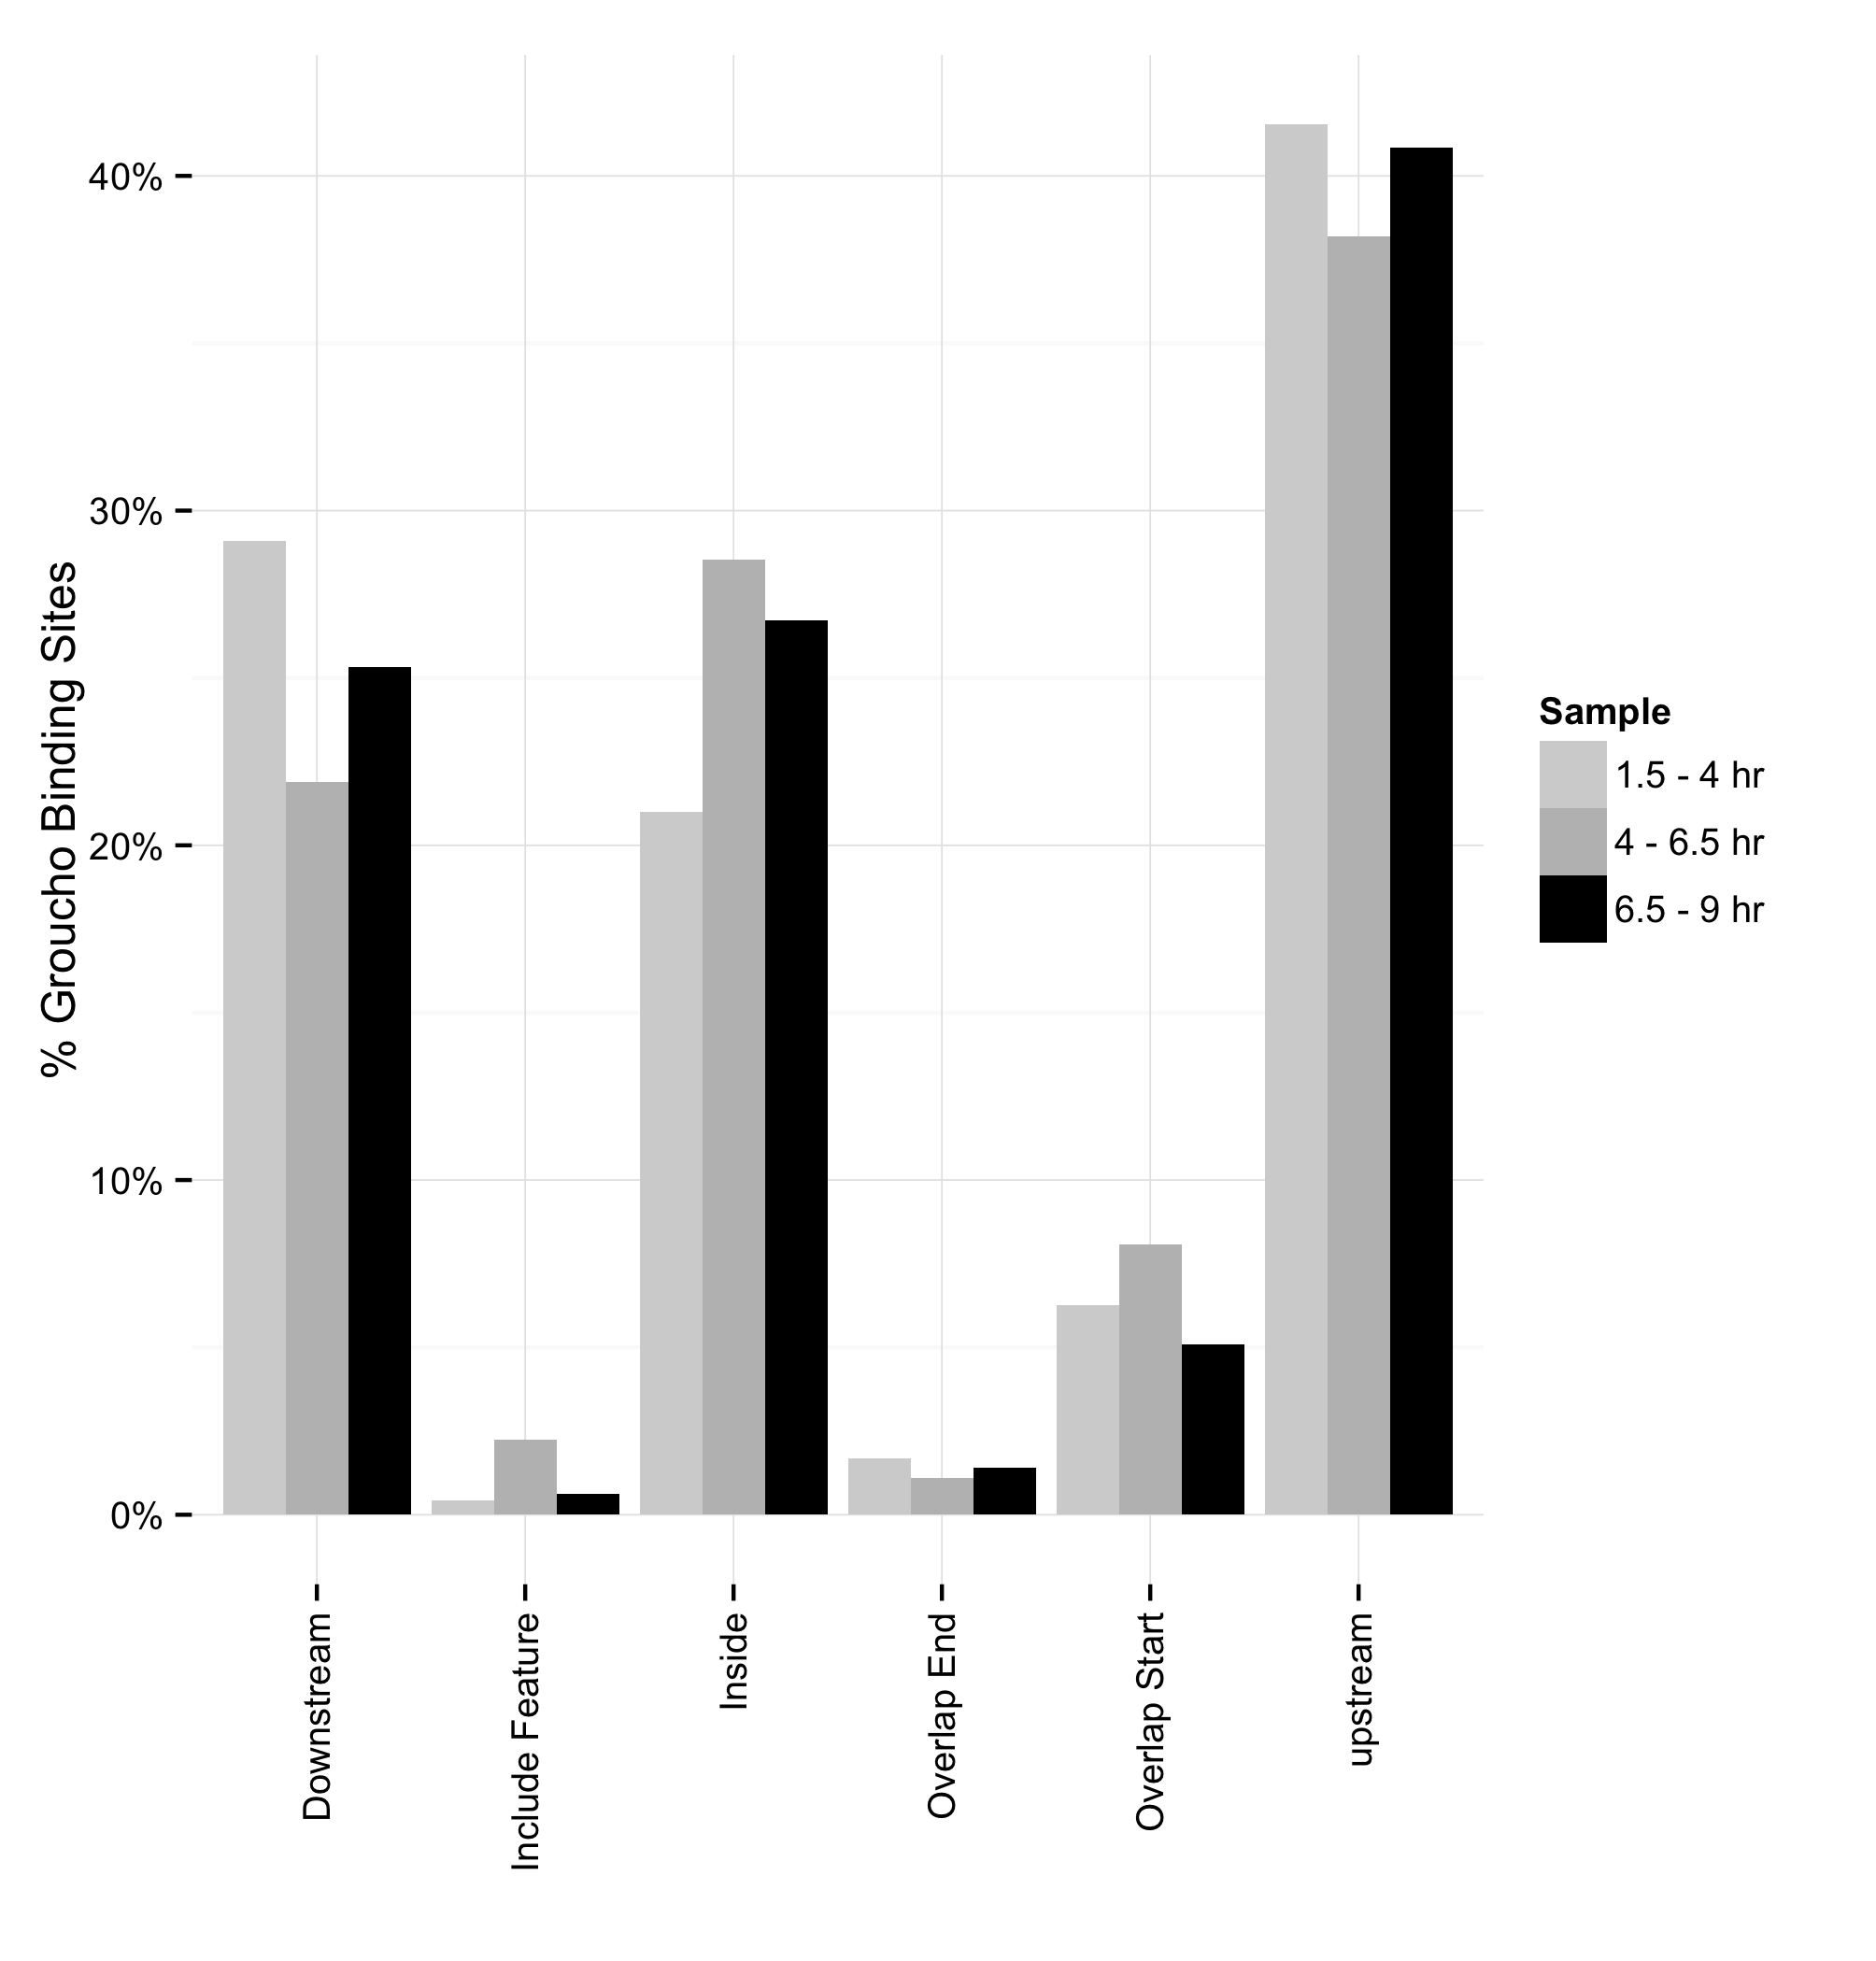 % Groucho Binding Sites
40%
30%
20%
10%
0%
Downstream
Include Feature
Inside
Overlap End
Overlap Start
upstream
Sample
1.5 - 4 hr
4 - 6.5 hr
6.5 - 9 hr